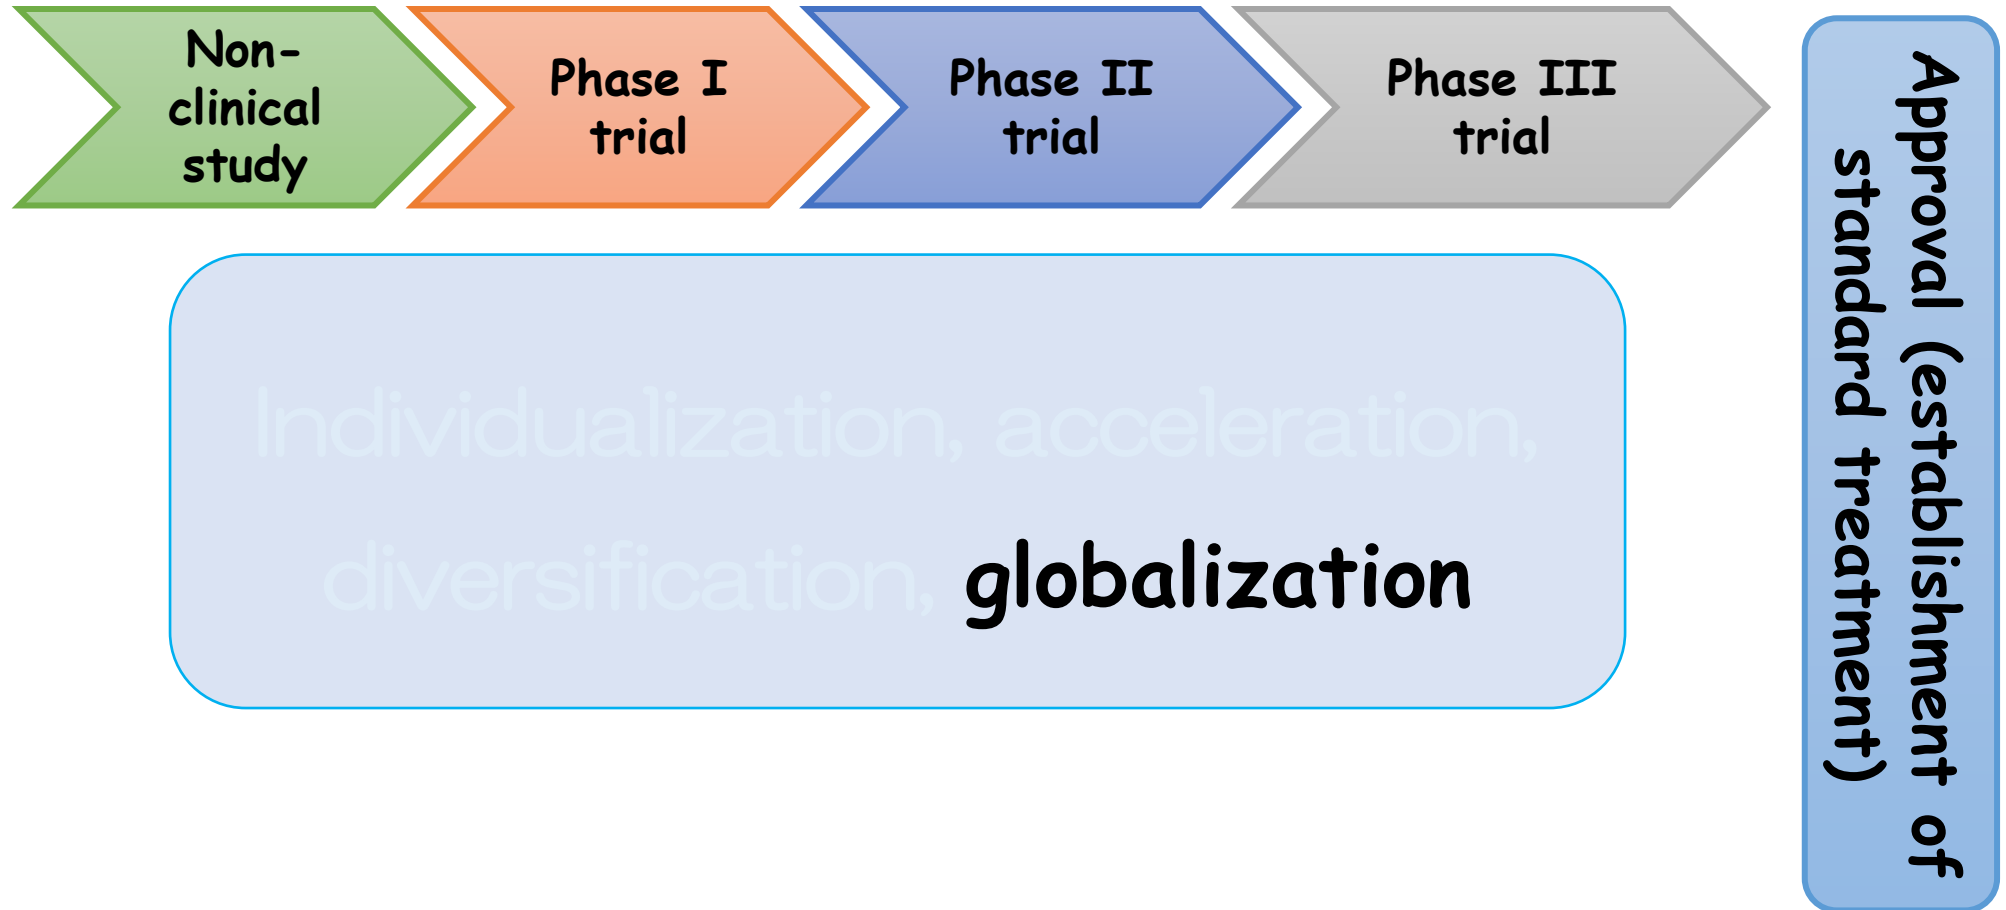 Non-
clinical
study
Phase I
trial
Phase II
trial
Phase III
trial
Individualization, acceleration,
diversification, globalization
Approval (establishment of
standard treatment)